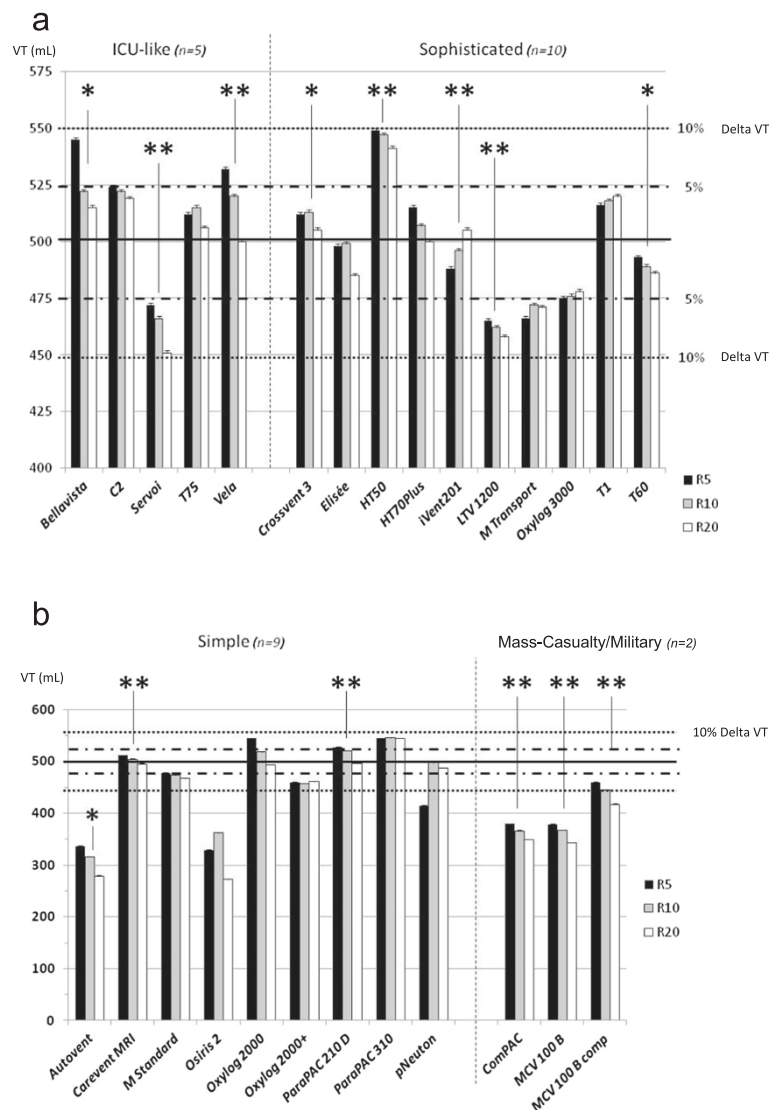 a
VT (mL)
ICU-like (n=5)
Sophisticated (n=10)
575
* ** ** * ** ** ** *
550
10% Delta VT
525
5%
500
475
5%
450
10% Delta VT
425
400
R5
R10
R20
Bellavista
C2
Servoi
T75
Vela
Crossvent 3
Elisée
HT50
HT70Plus
iVent201
LTV 1200
M Transport
Oxylog 3000
T1
T60
b
Simple (n=9)
Mass-Casualty/Military (n=2)
VT (mL)
* ** ** ** ** **
600
10% Delta VT
500
400
300
200
100
0
R5
R10
R20
Autovent
Carevent MRI
M Standard
Osiris 2
Oxylog 2000
Oxylog 2000+
ParaPAC 210 D
ParaPAC 310
pNeuton
ComPAC
MCV 100 B
MCV 100 B comp